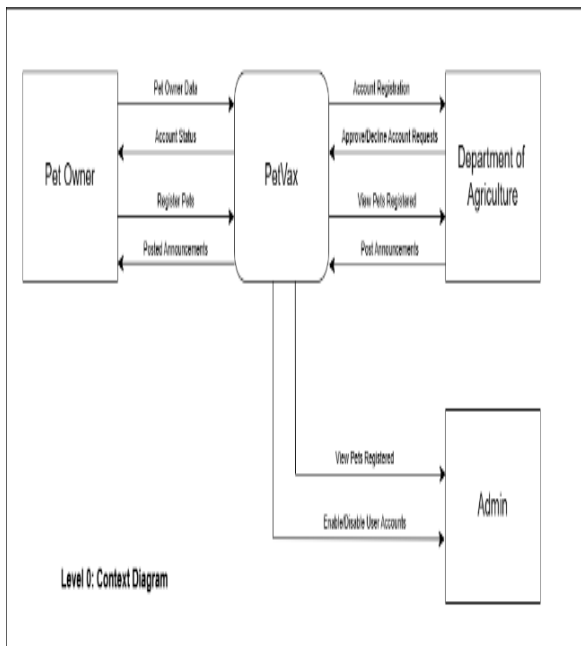 Pet Owner Data
Account Registration
Account Status
Approve/Decline Account Requests
Pet Owner
PetVax
Department of
Agriculture
Register Pets
View Pets Registered
Posted Announcements
Post Announcements
View Pets Registered
Admin
Enable/Disable User Accounts
Level 0: Context Diagram